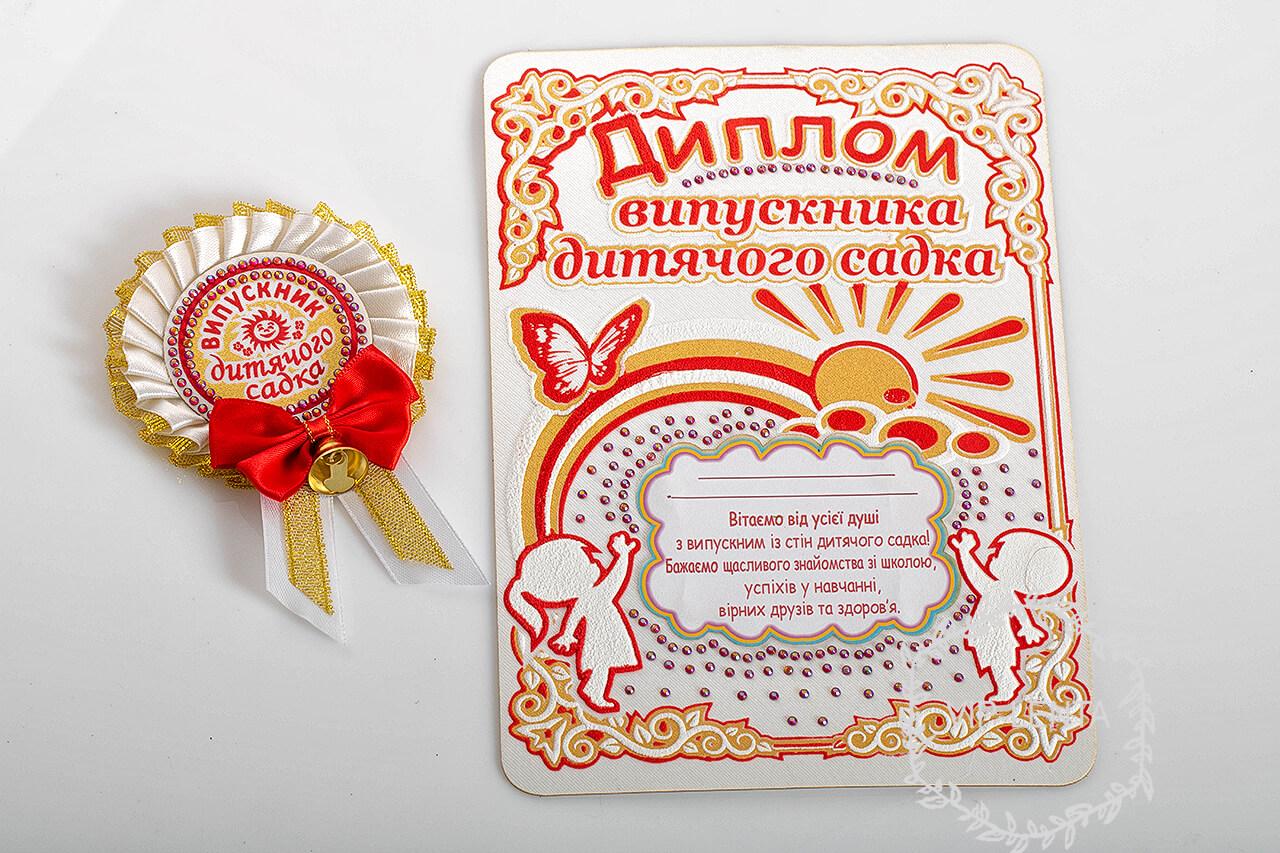 ВИПУСКНИК
дитячого
садка
Диплом
випускника
дитячого садка
Вітаємо від усієї душі
з випускним із стін дитячого садка!
Бажаємо щасливого знайомства зі школою,
успіхів у навчанні,
вірних друзів та здоров'я.